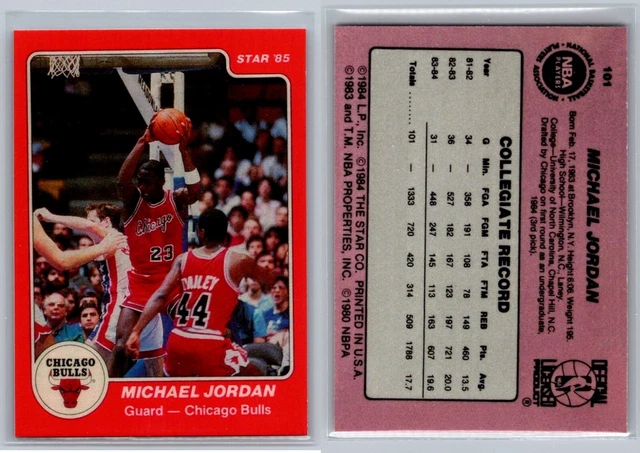 STAR '85
Chicago
23
44
CHICAGO
BULLS
MICHAEL JORDAN
Guard — Chicago Bulls
101
NATIONAL BASKETBALL
NBA
PLAYERS
MICHAEL JORDAN
Born Feb. 17, 1963 at Brooklyn, N.Y. Height 6:06 Weight 195
High School—Wilmington, N.C. Laney.
College—University of North Carolina, Chapel Hill, N.C.
Drafted by Chicago on first round as an undergraduate,
1984 (3rd pick).
COLLEGIATE RECORD
Year G Min. FGA FGM FTA FTM REB Pts. Avg.
81-82 34 358 191 108 78 149 460 13.5
82-83 36 527 282 167 123 197 721 20.0
83-84 31 448 247 145 113 163 607 19.6
Totals ......... 101 — 1333 720 420 314 509 1788 17.7
©1984 L.P., Inc. ©1984 THE STAR CO. PRINTED IN U.S.A.
©1983 and T.M. NBA PROPERTIES, INC. ©1980 NBPA